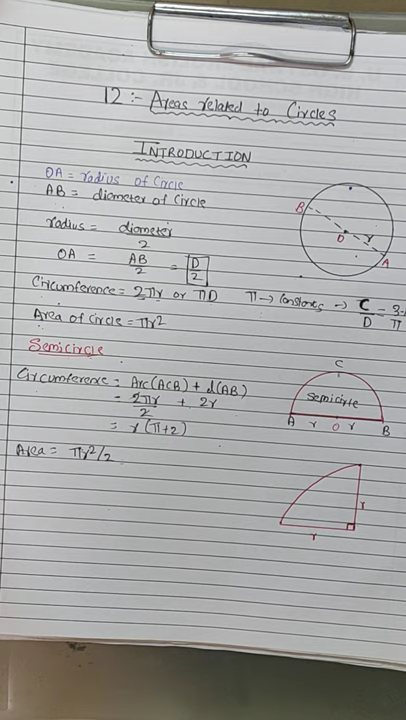 12:- Areas related to Circles
INTRODUCTION
OA = radius of Circle
AB = diameter of Circle
radius = diameter/2
OA = AB/2 = D/2
Circumference = 2πr or πD π → Constant → C/D = 3.
π
Area of Circle = πr²
B
O
r
A
Semicircle
Circumference = Arc(ACB) + d(AB)
= 2πr/2 + 2r
= r(π+2)
Area = πr²/2
C
semicircle
A r O r B
r
r